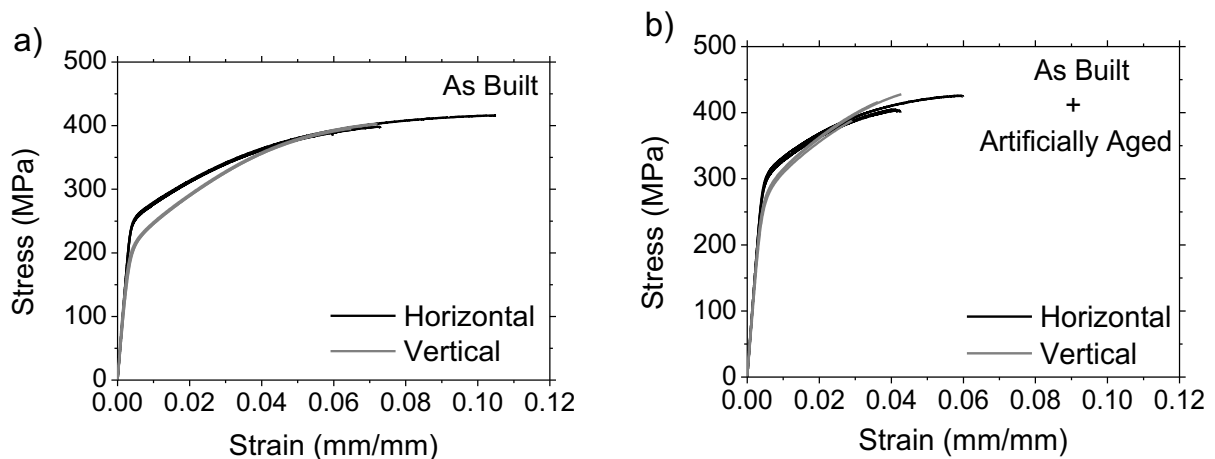 a)
500
400
300
200
100
0
Stress (MPa)
As Built
Horizontal
Vertical
0.00 0.02 0.04 0.06 0.08 0.10 0.12
Strain (mm/mm)
b)
500
400
300
200
100
0
Stress (MPa)
As Built
+
Artificially Aged
Horizontal
Vertical
0.00 0.02 0.04 0.06 0.08 0.10 0.12
Strain (mm/mm)